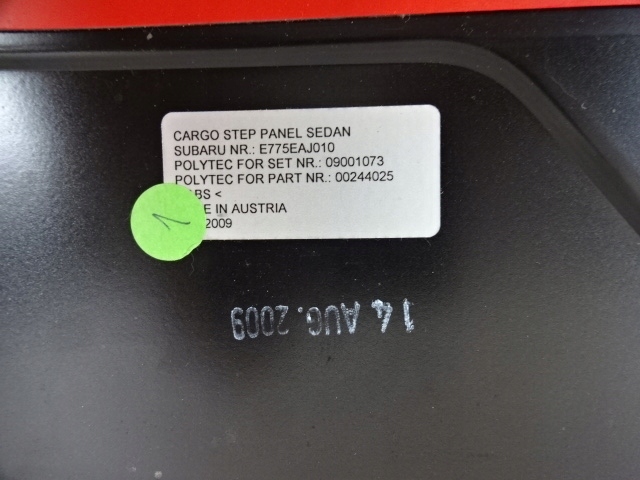 CARGO STEP PANEL SEDAN
SUBARU NR.: E775EAJ010
POLYTEC FOR SET NR.: 09001073
POLYTEC FOR PART NR.: 00244025
BS <
E IN AUSTRIA
2009
14 AUG. 2009